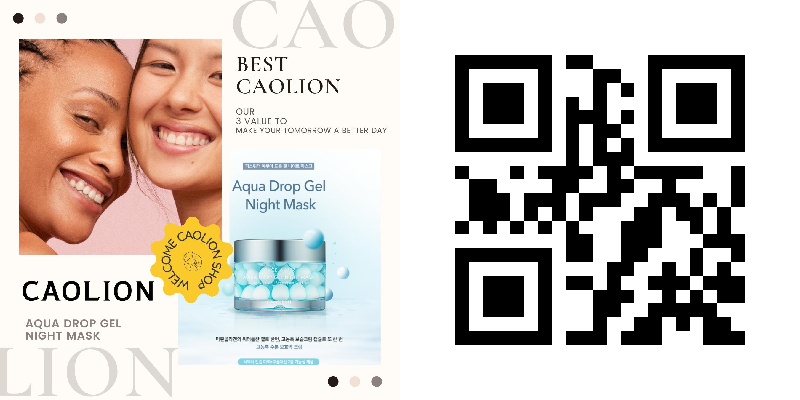 CAO
BEST
CAOLION
OUR
3 VALUE TO
MAKE YOUR TOMORROW A BETTER DAY
Aqua Drop Gel
Night Mask
WELCOME CAOLION SHOP
CAOLION
AQUA DROP GEL
NIGHT MASK
LION